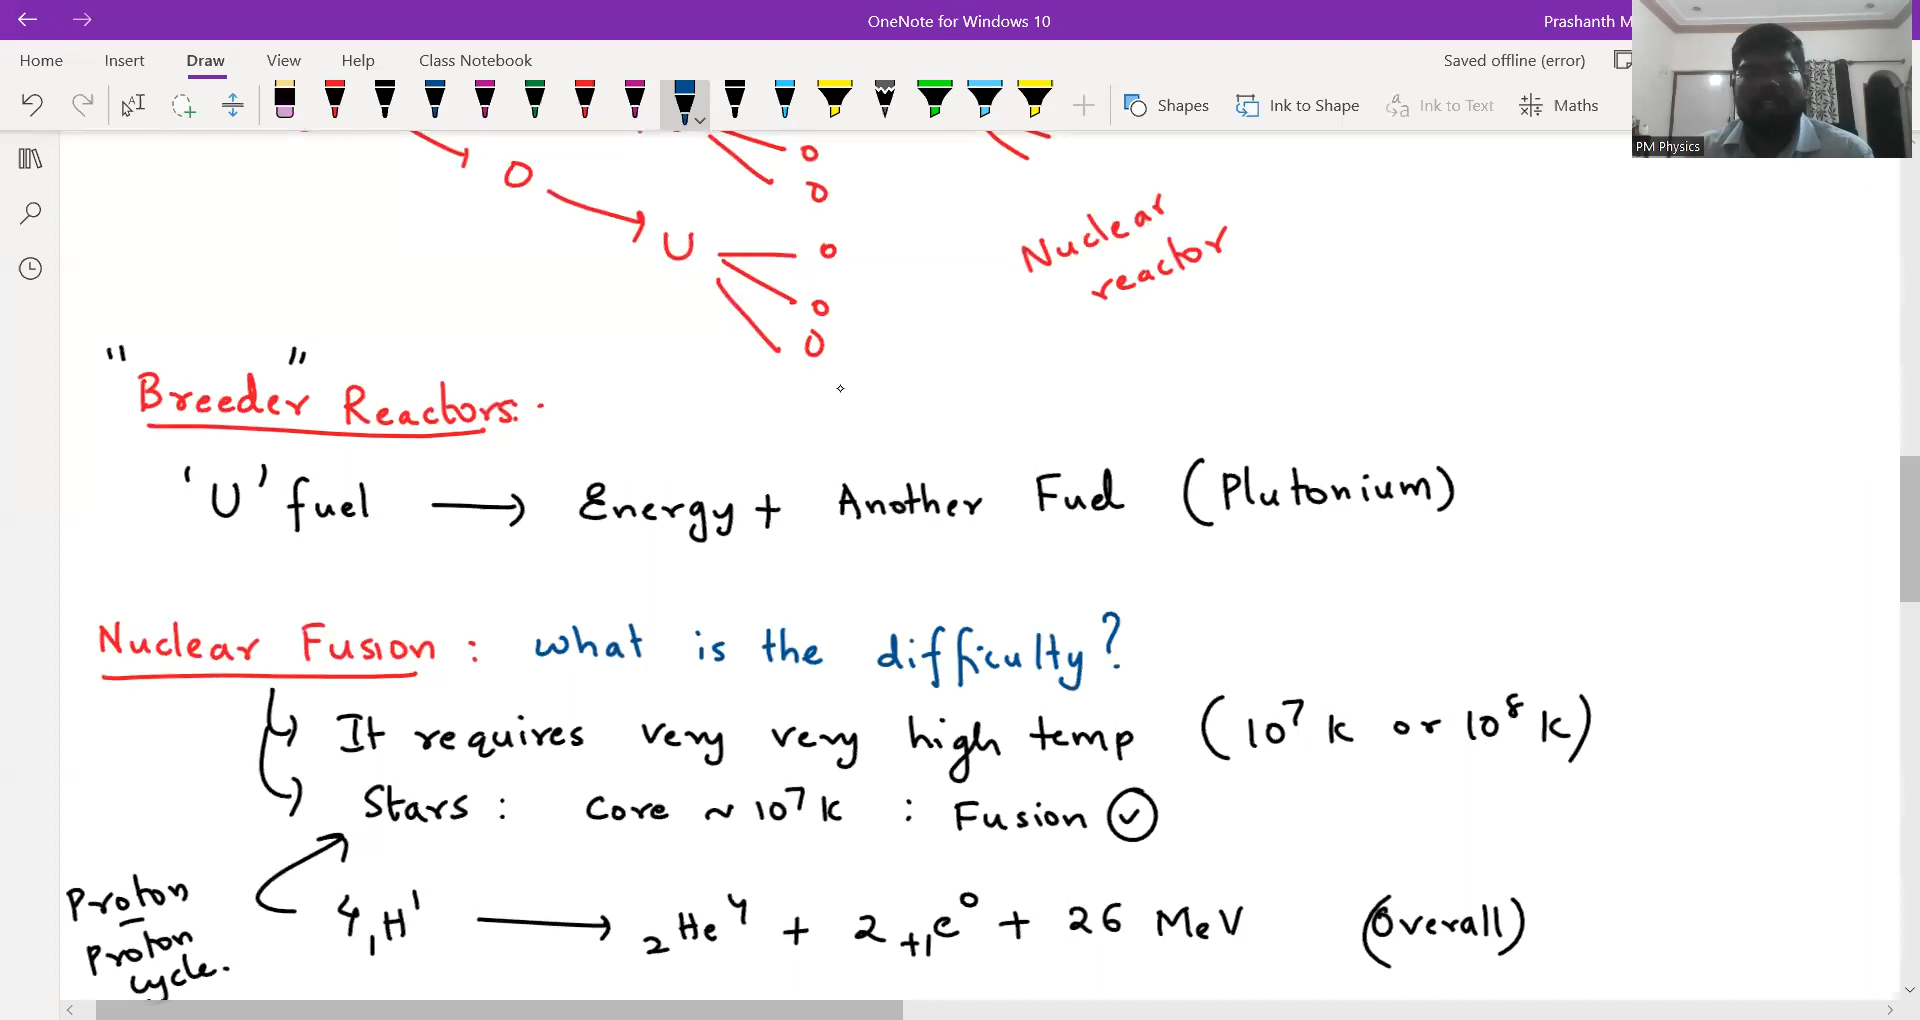 OneNote for Windows 10
Prashanth M
Home Insert Draw View Help Class Notebook
Saved offline (error)
Shapes Ink to Shape Ink to Text Maths
PM Physics
O O
O
U O
O
O
Nuclear
reactor
"Breeder" Reactors.
'U' fuel → Energy + Another Fuel (Plutonium)
Nuclear Fusion : what is the difficulty?
↳ It requires very very high temp (10⁷ K or 10⁸ K)
↳ Stars : Core ~ 10⁷ K : Fusion ✓
Proton
-
Proton
cycle.
4 ₁H¹ → ₂He⁴ + 2 ₊₁e⁰ + 26 MeV (Overall)